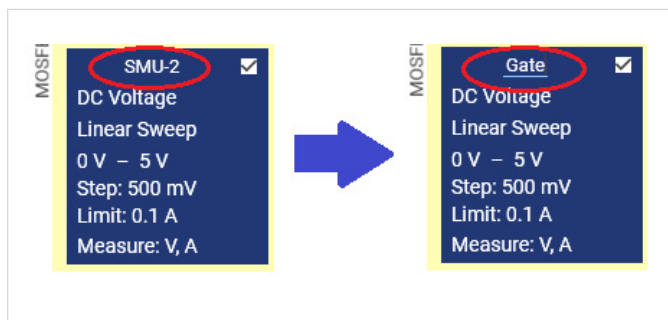 MOSFI
SMU-2
DC Voltage
Linear Sweep
0 V – 5 V
Step: 500 mV
Limit: 0.1 A
Measure: V, A
MOSFI
Gate
DC Voltage
Linear Sweep
0 V – 5 V
Step: 500 mV
Limit: 0.1 A
Measure: V, A